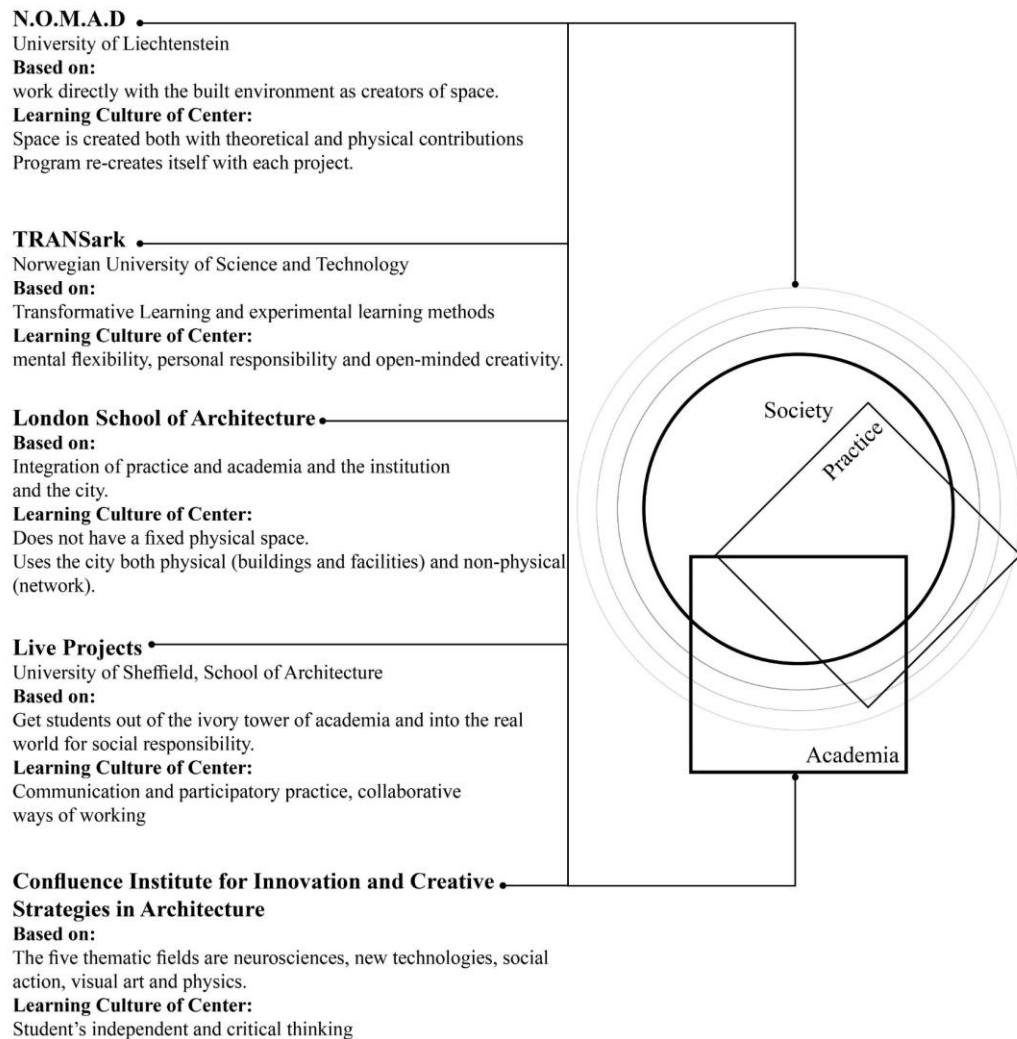 N.O.M.A.D
University of Liechtenstein
Based on:
work directly with the built environment as creators of space.
Learning Culture of Center:
Space is created both with theoretical and physical contributions
Program re-creates itself with each project.
TRANSark
Norwegian University of Science and Technology
Based on:
Transformative Learning and experimental learning methods
Learning Culture of Center:
mental flexibility, personal responsibility and open-minded creativity.
London School of Architecture
Based on:
Integration of practice and academia and the institution
and the city.
Learning Culture of Center:
Does not have a fixed physical space.
Uses the city both physical (buildings and facilities) and non-physical
(network).
Live Projects
University of Sheffield, School of Architecture
Based on:
Get students out of the ivory tower of academia and into the real
world for social responsibility.
Learning Culture of Center:
Communication and participatory practice, collaborative
ways of working
Confluence Institute for Innovation and Creative
Strategies in Architecture
Based on:
The five thematic fields are neurosciences, new technologies, social
action, visual art and physics.
Learning Culture of Center:
Student’s independent and critical thinking
Society
Practice
Academia